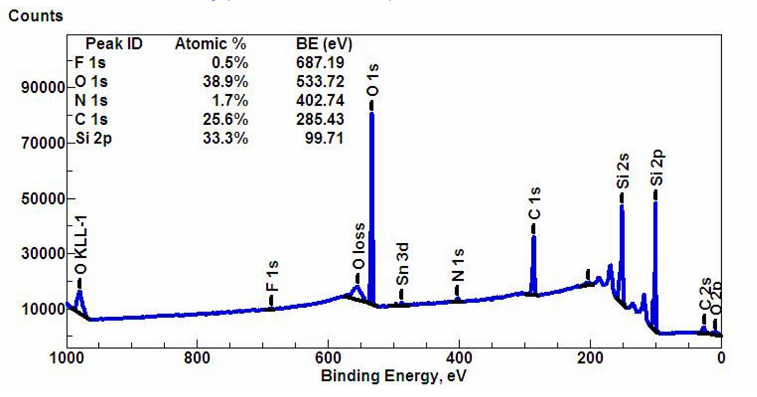 Counts
Peak ID Atomic % BE (eV)
F 1s 0.5% 687.19
O 1s 38.9% 533.72
N 1s 1.7% 402.74
C 1s 25.6% 285.43
Si 2p 33.3% 99.71
90000
70000
50000
30000
10000
O KLL-1
F 1s
O loss
O 1s
Sn 3d
N 1s
C 1s
Si 2s
Si 2p
C 2s
O 2p
1000 800 600 400 200 0
Binding Energy, eV